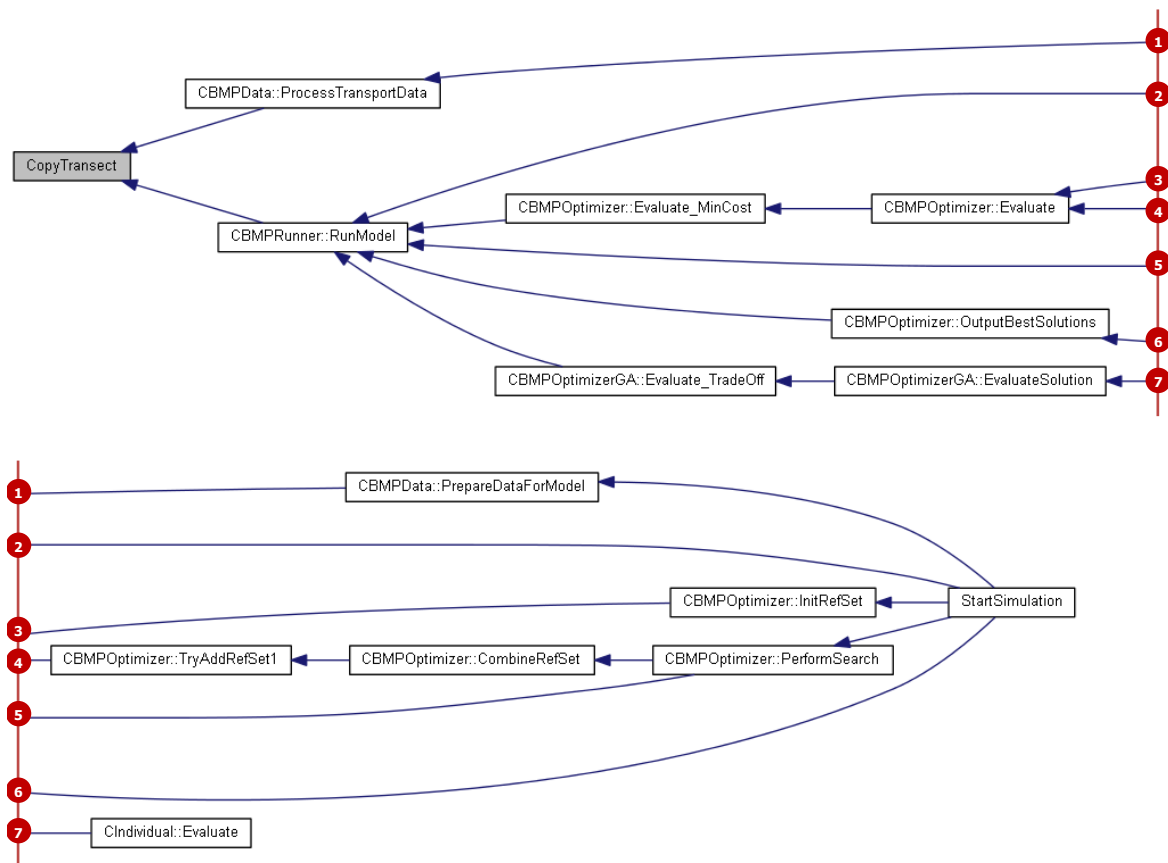 1
CBMPData::ProcessTransportData
2
CopyTransect
3
CBMPOptimizer::Evaluate_MinCost
CBMPOptimizer::Evaluate
4
CBMPRunner::RunModel
5
CBMPOptimizer::OutputBestSolutions
6
CBMPOptimizerGA::Evaluate_TradeOff
CBMPOptimizerGA::EvaluateSolution
7
1
CBMPData::PrepareDataForModel
2
CBMPOptimizer::InitRefSet
StartSimulation
3
4
CBMPOptimizer::TryAddRefSet1
CBMPOptimizer::CombineRefSet
CBMPOptimizer::PerformSearch
5
6
7
CIndividual::Evaluate